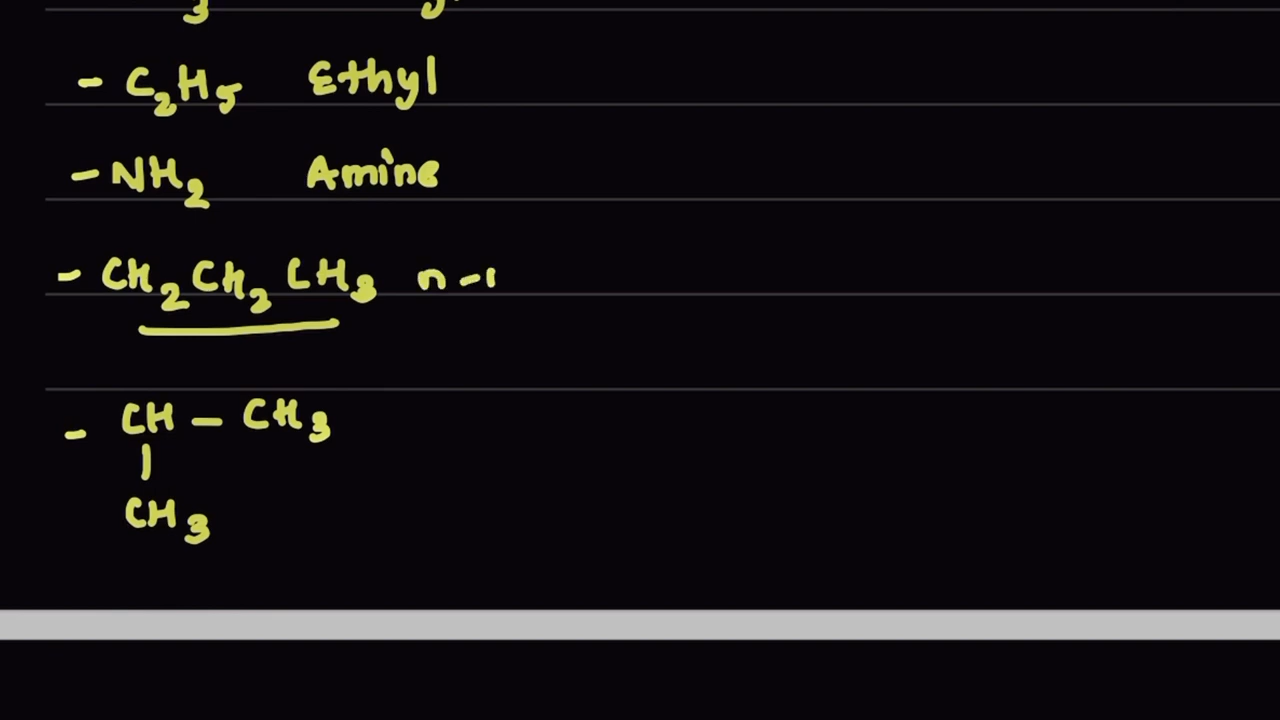 - C₂H₅ Ethyl
- NH₂ Amine
- CH₂CH₂CH₃ n-
- CH - CH₃
|
CH₃